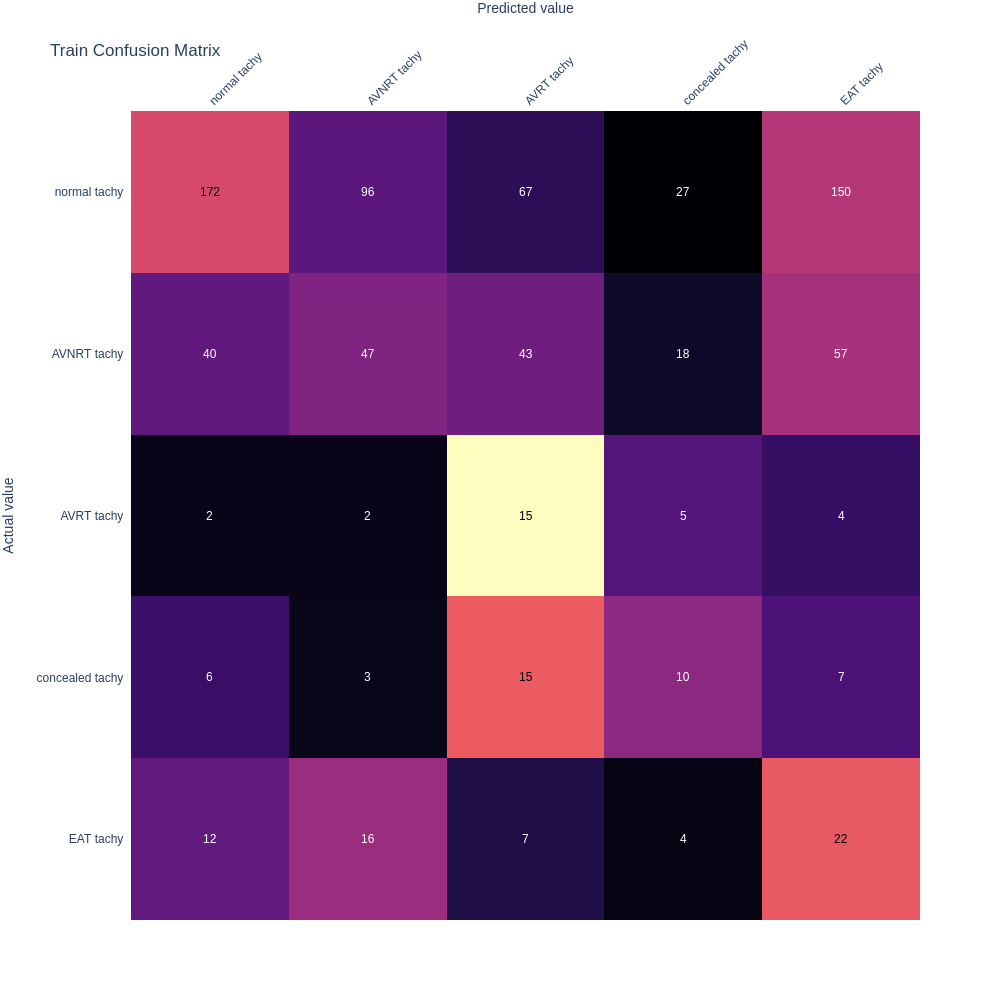 Predicted value
Train Confusion Matrix
normal tachy AVNRT tachy AVRT tachy concealed tachy EAT tachy
normal tachy 172 96 67 27 150
AVNRT tachy 40 47 43 18 57
Actual value
AVRT tachy 2 2 15 5 4
concealed tachy 6 3 15 10 7
EAT tachy 12 16 7 4 22